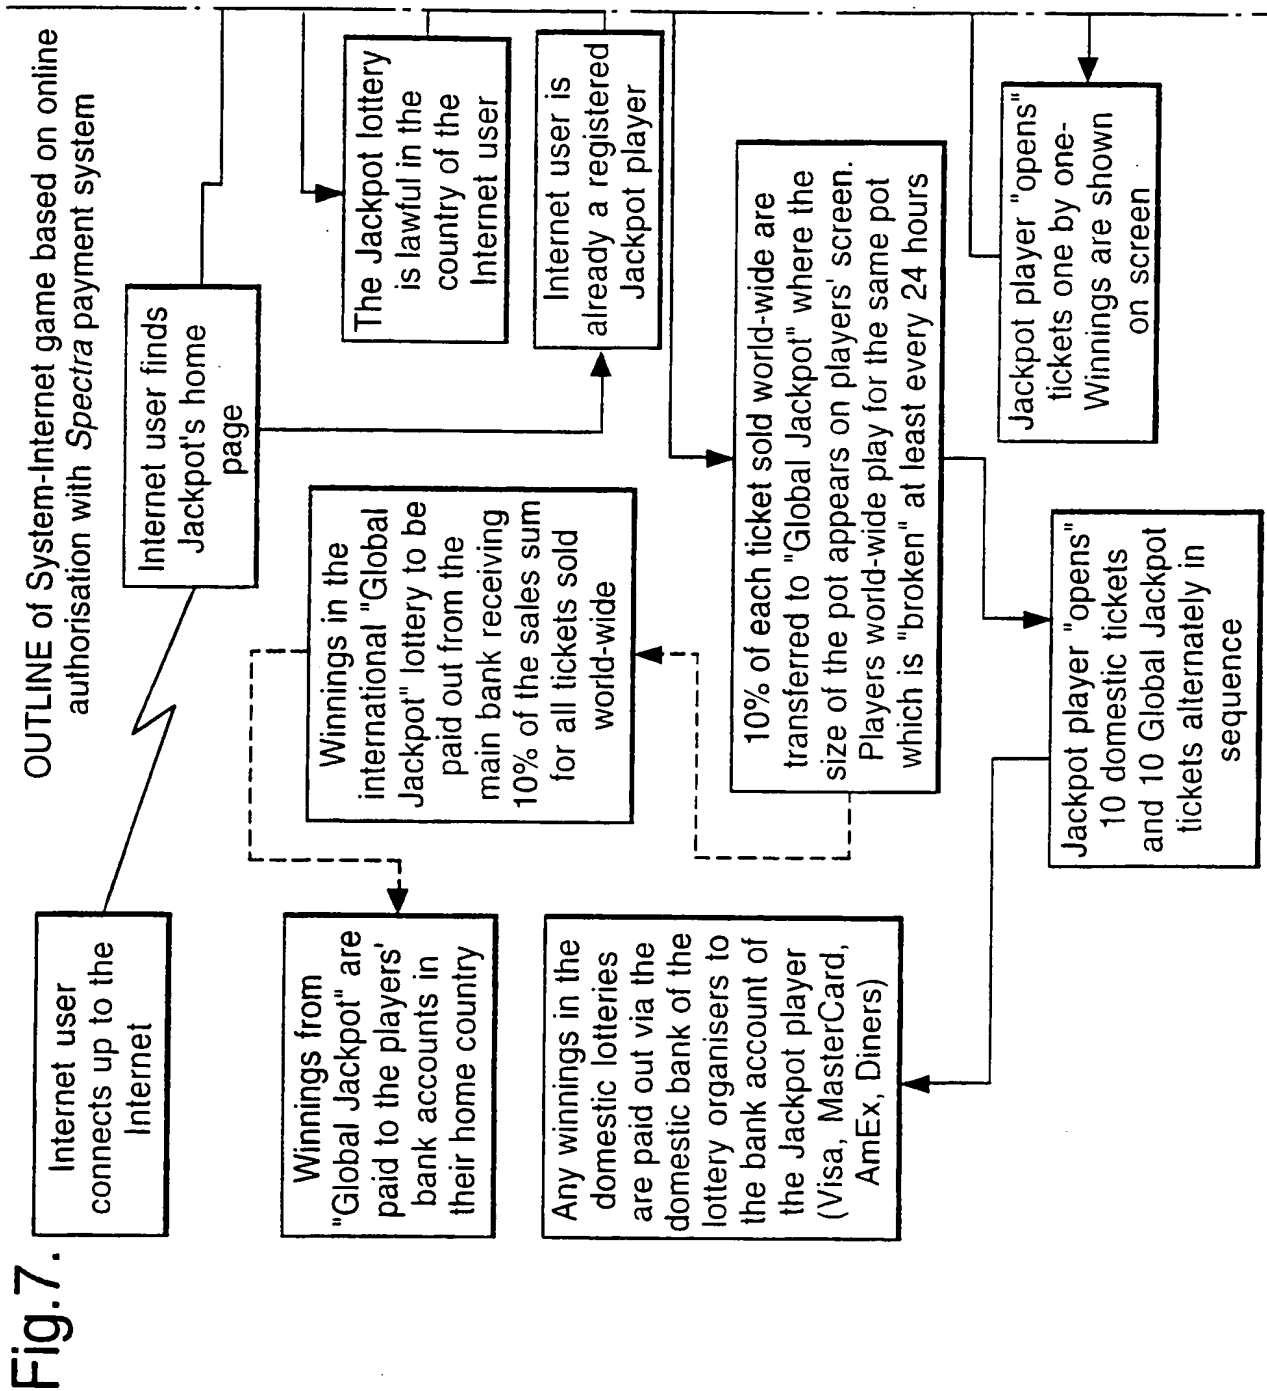 Fig.7.
OUTLINE of System-Internet game based on online
authorisation with Spectra payment system
Internet user
connects up to the
Internet
Internet user finds
Jackpot's home
page
Winnings from
"Global Jackpot" are
paid to the players'
bank accounts in
their home country
Winnings in the
international "Global
Jackpot" lottery to be
paid out from the
main bank receiving
10% of the sales sum
for all tickets sold
world-wide
The Jackpot lottery
is lawful in the
country of the
Internet user
Internet user is
already a registered
Jackpot player
Any winnings in the
domestic lotteries
are paid out via the
domestic bank of the
lottery organisers to
the bank account of
the Jackpot player
(Visa, MasterCard,
AmEx, Diners)
10% of each ticket sold world-wide are
transferred to "Global Jackpot" where the
size of the pot appears on players' screen.
Players world-wide play for the same pot
which is "broken" at least every 24 hours
Jackpot player "opens"
10 domestic tickets
and 10 Global Jackpot
tickets alternately in
sequence
Jackpot player "opens"
tickets one by one-
Winnings are shown
on screen